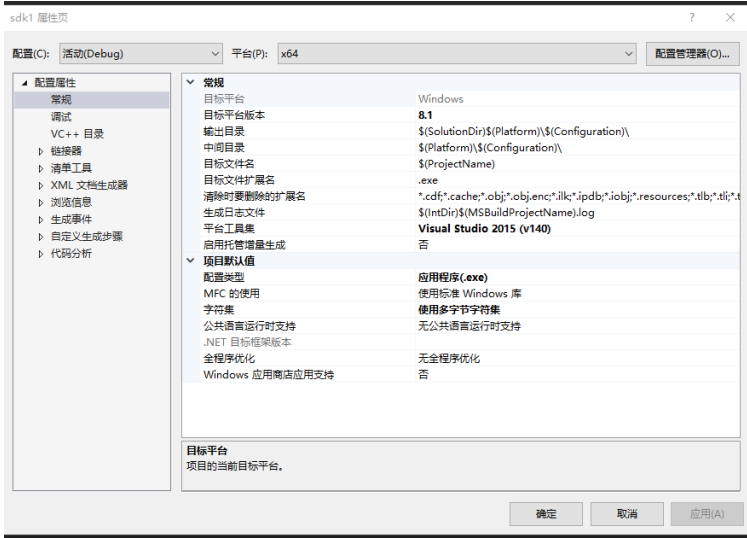 sdk1 属性页
配置(C): 活动(Debug) 平台(P): x64 配置管理器(O)...
配置属性
常规
调试
VC++ 目录
链接器
清单工具
XML 文档生成器
浏览信息
生成事件
自定义生成步骤
代码分析
常规
目标平台 Windows
目标平台版本 8.1
输出目录 $(SolutionDir)$(Platform)\$(Configuration)\
中间目录 $(Platform)\$(Configuration)\
目标文件名 $(ProjectName)
目标文件扩展名 .exe
清除时要删除的扩展名 *.cdf;*.cache;*.obj;*.obj.enc;*.ilk;*.ipdb;*.iobj;*.resources;*.tlb;*.tli;*.t
生成日志文件 $(IntDir)$(MSBuildProjectName).log
平台工具集 Visual Studio 2015 (v140)
启用托管增量生成 否
项目默认值
配置类型 应用程序(.exe)
MFC 的使用 使用标准 Windows 库
字符集 使用多字节字符集
公共语言运行时支持 无公共语言运行时支持
.NET 目标框架版本
全程序优化 无全程序优化
Windows 应用商店应用支持 否
目标平台
项目的当前目标平台。
确定 取消 应用(A)